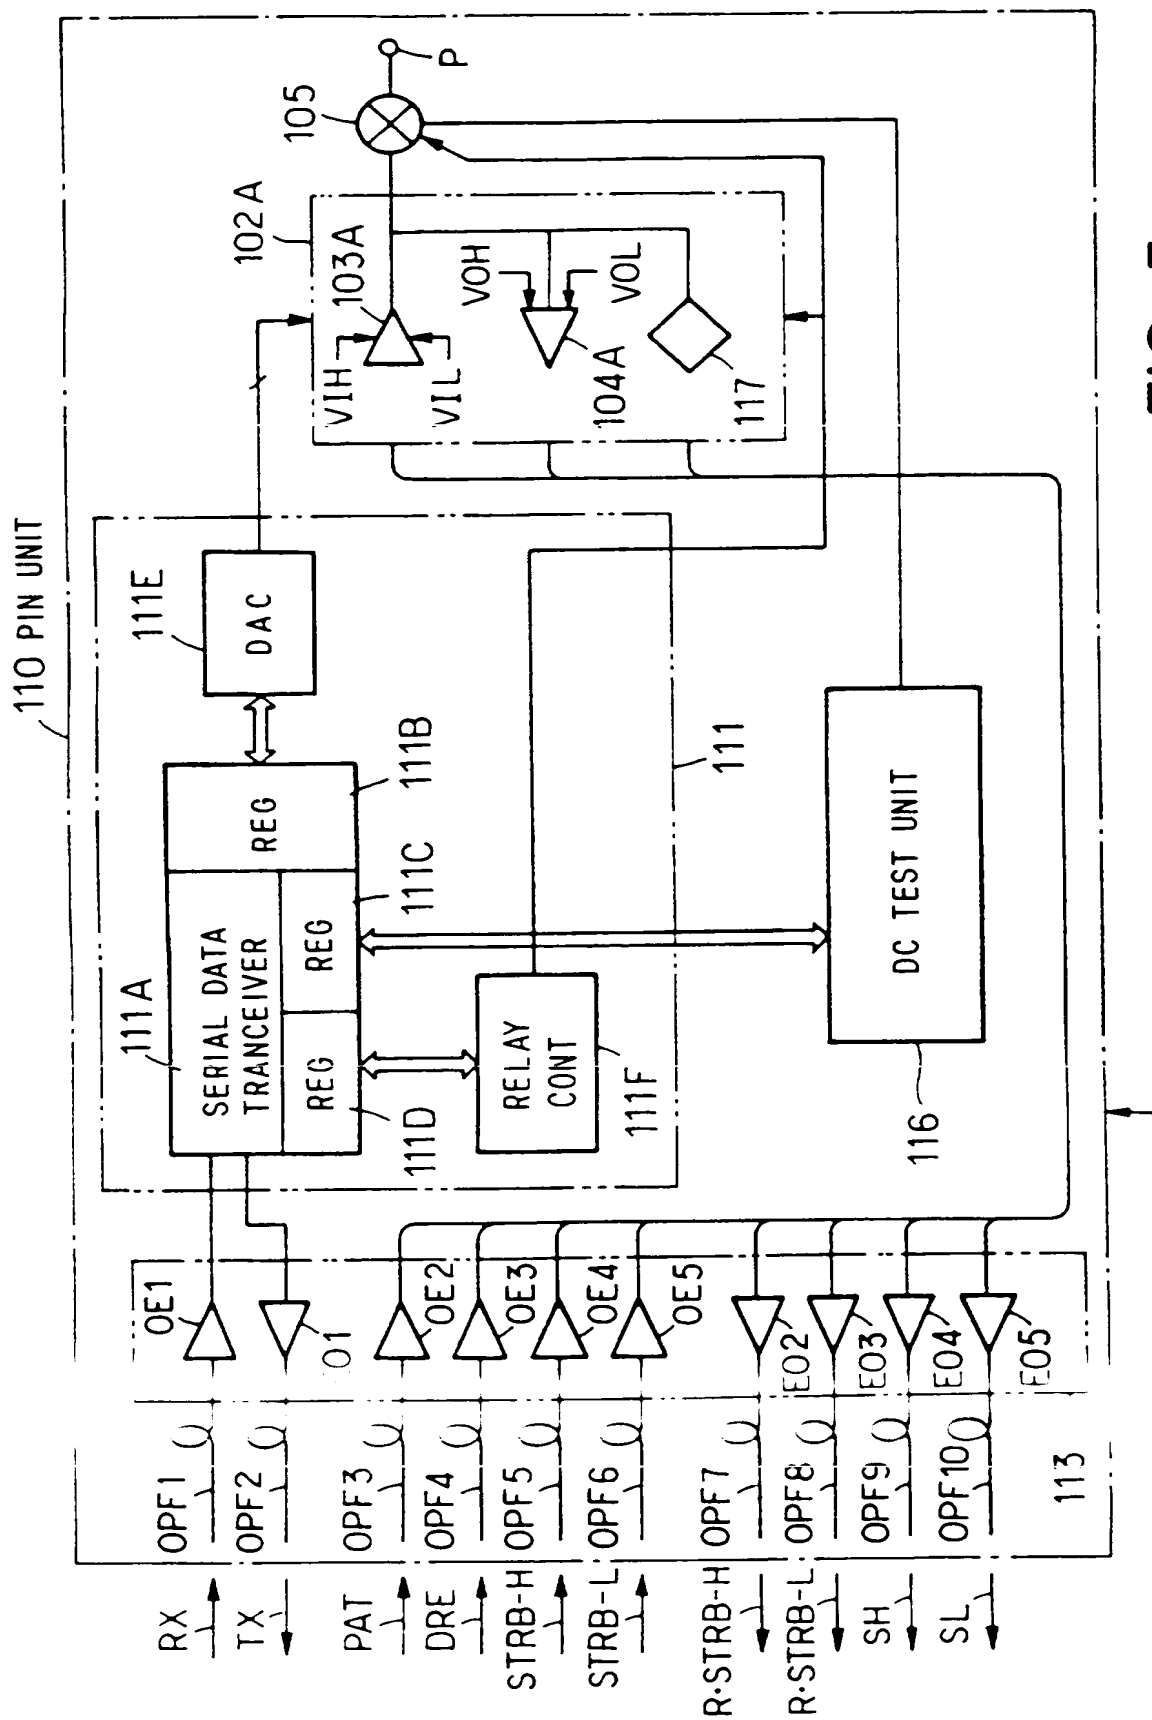 110 PIN UNIT
111A
SERIAL DATA
TRANCEIVER
REG
111B
REG
111C
REG
111D
111E
DAC
RELAY
CONT
111F
111
DC TEST UNIT
116
102A
103A
VIH
VIL
VOH
VOL
104A
117
105
P
RX
OPF1
OE1
TX
OPF2
PAT
OPF3
OE2
DRE
OPF4
OE3
STRB-H
OPF5
OE4
STRB-L
OPF6
OE5
R·STRB-H
OPF7
EO2
R·STRB-L
OPF8
EO3
SH
OPF9
EO4
SL
OPF10
EO5
113